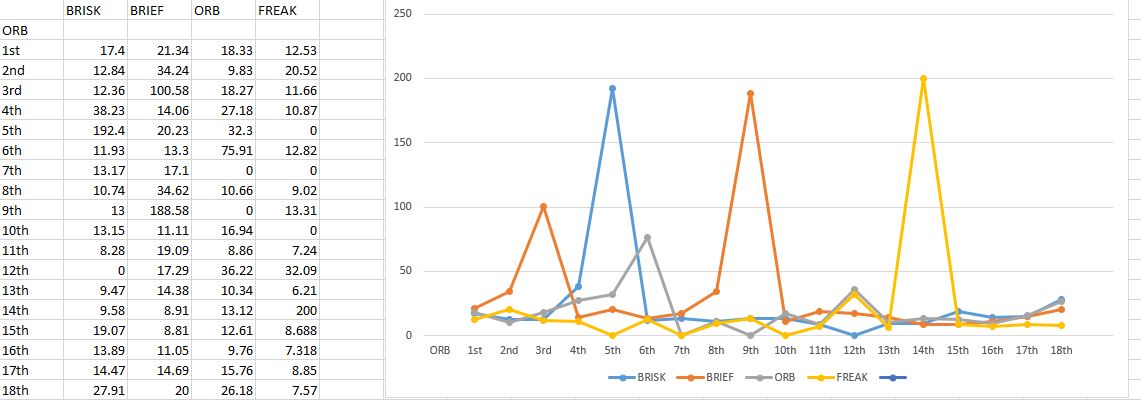 BRISK BRIEF ORB FREAK
ORB
1st 17.4 21.34 18.33 12.53
2nd 12.84 34.24 9.83 20.52
3rd 12.36 100.58 18.27 11.66
4th 38.23 14.06 27.18 10.87
5th 192.4 20.23 32.3 0
6th 11.93 13.3 75.91 12.82
7th 13.17 17.1 0 0
8th 10.74 34.62 10.66 9.02
9th 13 188.58 0 13.31
10th 13.15 11.11 16.94 0
11th 8.28 19.09 8.86 7.24
12th 0 17.29 36.22 32.09
13th 9.47 14.38 10.34 6.21
14th 9.58 8.91 13.12 200
15th 19.07 8.81 12.61 8.688
16th 13.89 11.05 9.76 7.318
17th 14.47 14.69 15.76 8.85
18th 27.91 20 26.18 7.57
250
200
150
100
50
0
ORB 1st 2nd 3rd 4th 5th 6th 7th 8th 9th 10th 11th 12th 13th 14th 15th 16th 17th 18th
BRISK BRIEF ORB FREAK